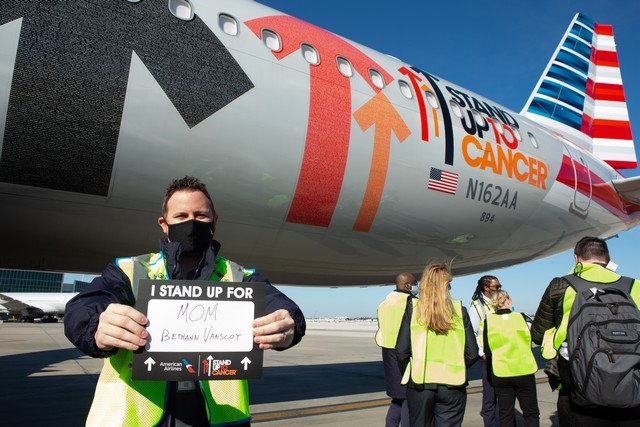 STAND
UP TO
CANCER
N162AA
894
I STAND UP FOR
MOM
BETHANN VANSCOY
American Airlines
STAND
UP TO
CANCER